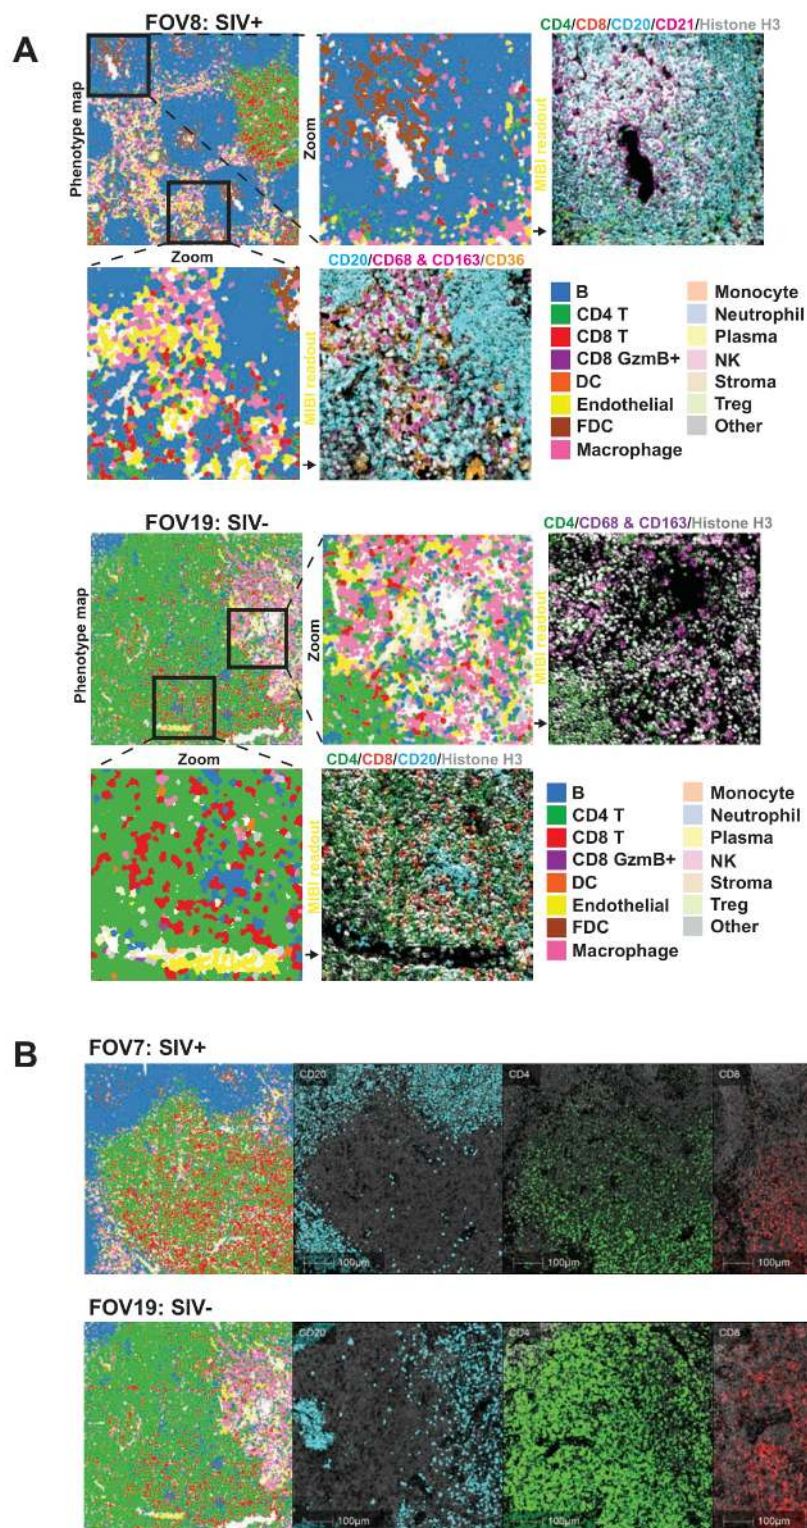 A
FOV8: SIV+
CD4/CD8/CD20/CD21/Histone H3
Phenotype map
Zoom
MIBI readout
Zoom
CD20/CD68 & CD163/CD36
MIBI readout
B
CD4 T
CD8 T
CD8 GzmB+
DC
Endothelial
FDC
Macrophage
Monocyte
Neutrophil
Plasma
NK
Stroma
Treg
Other
FOV19: SIV-
CD4/CD68 & CD163/Histone H3
Phenotype map
Zoom
MIBI readout
Zoom
CD4/CD8/CD20/Histone H3
MIBI readout
B
CD4 T
CD8 T
CD8 GzmB+
DC
Endothelial
FDC
Macrophage
Monocyte
Neutrophil
Plasma
NK
Stroma
Treg
Other
B
FOV7: SIV+
CD20
CD4
CD8
100μm
100μm
100μm
FOV19: SIV-
CD20
CD4
CD8
100μm
100μm
100μm